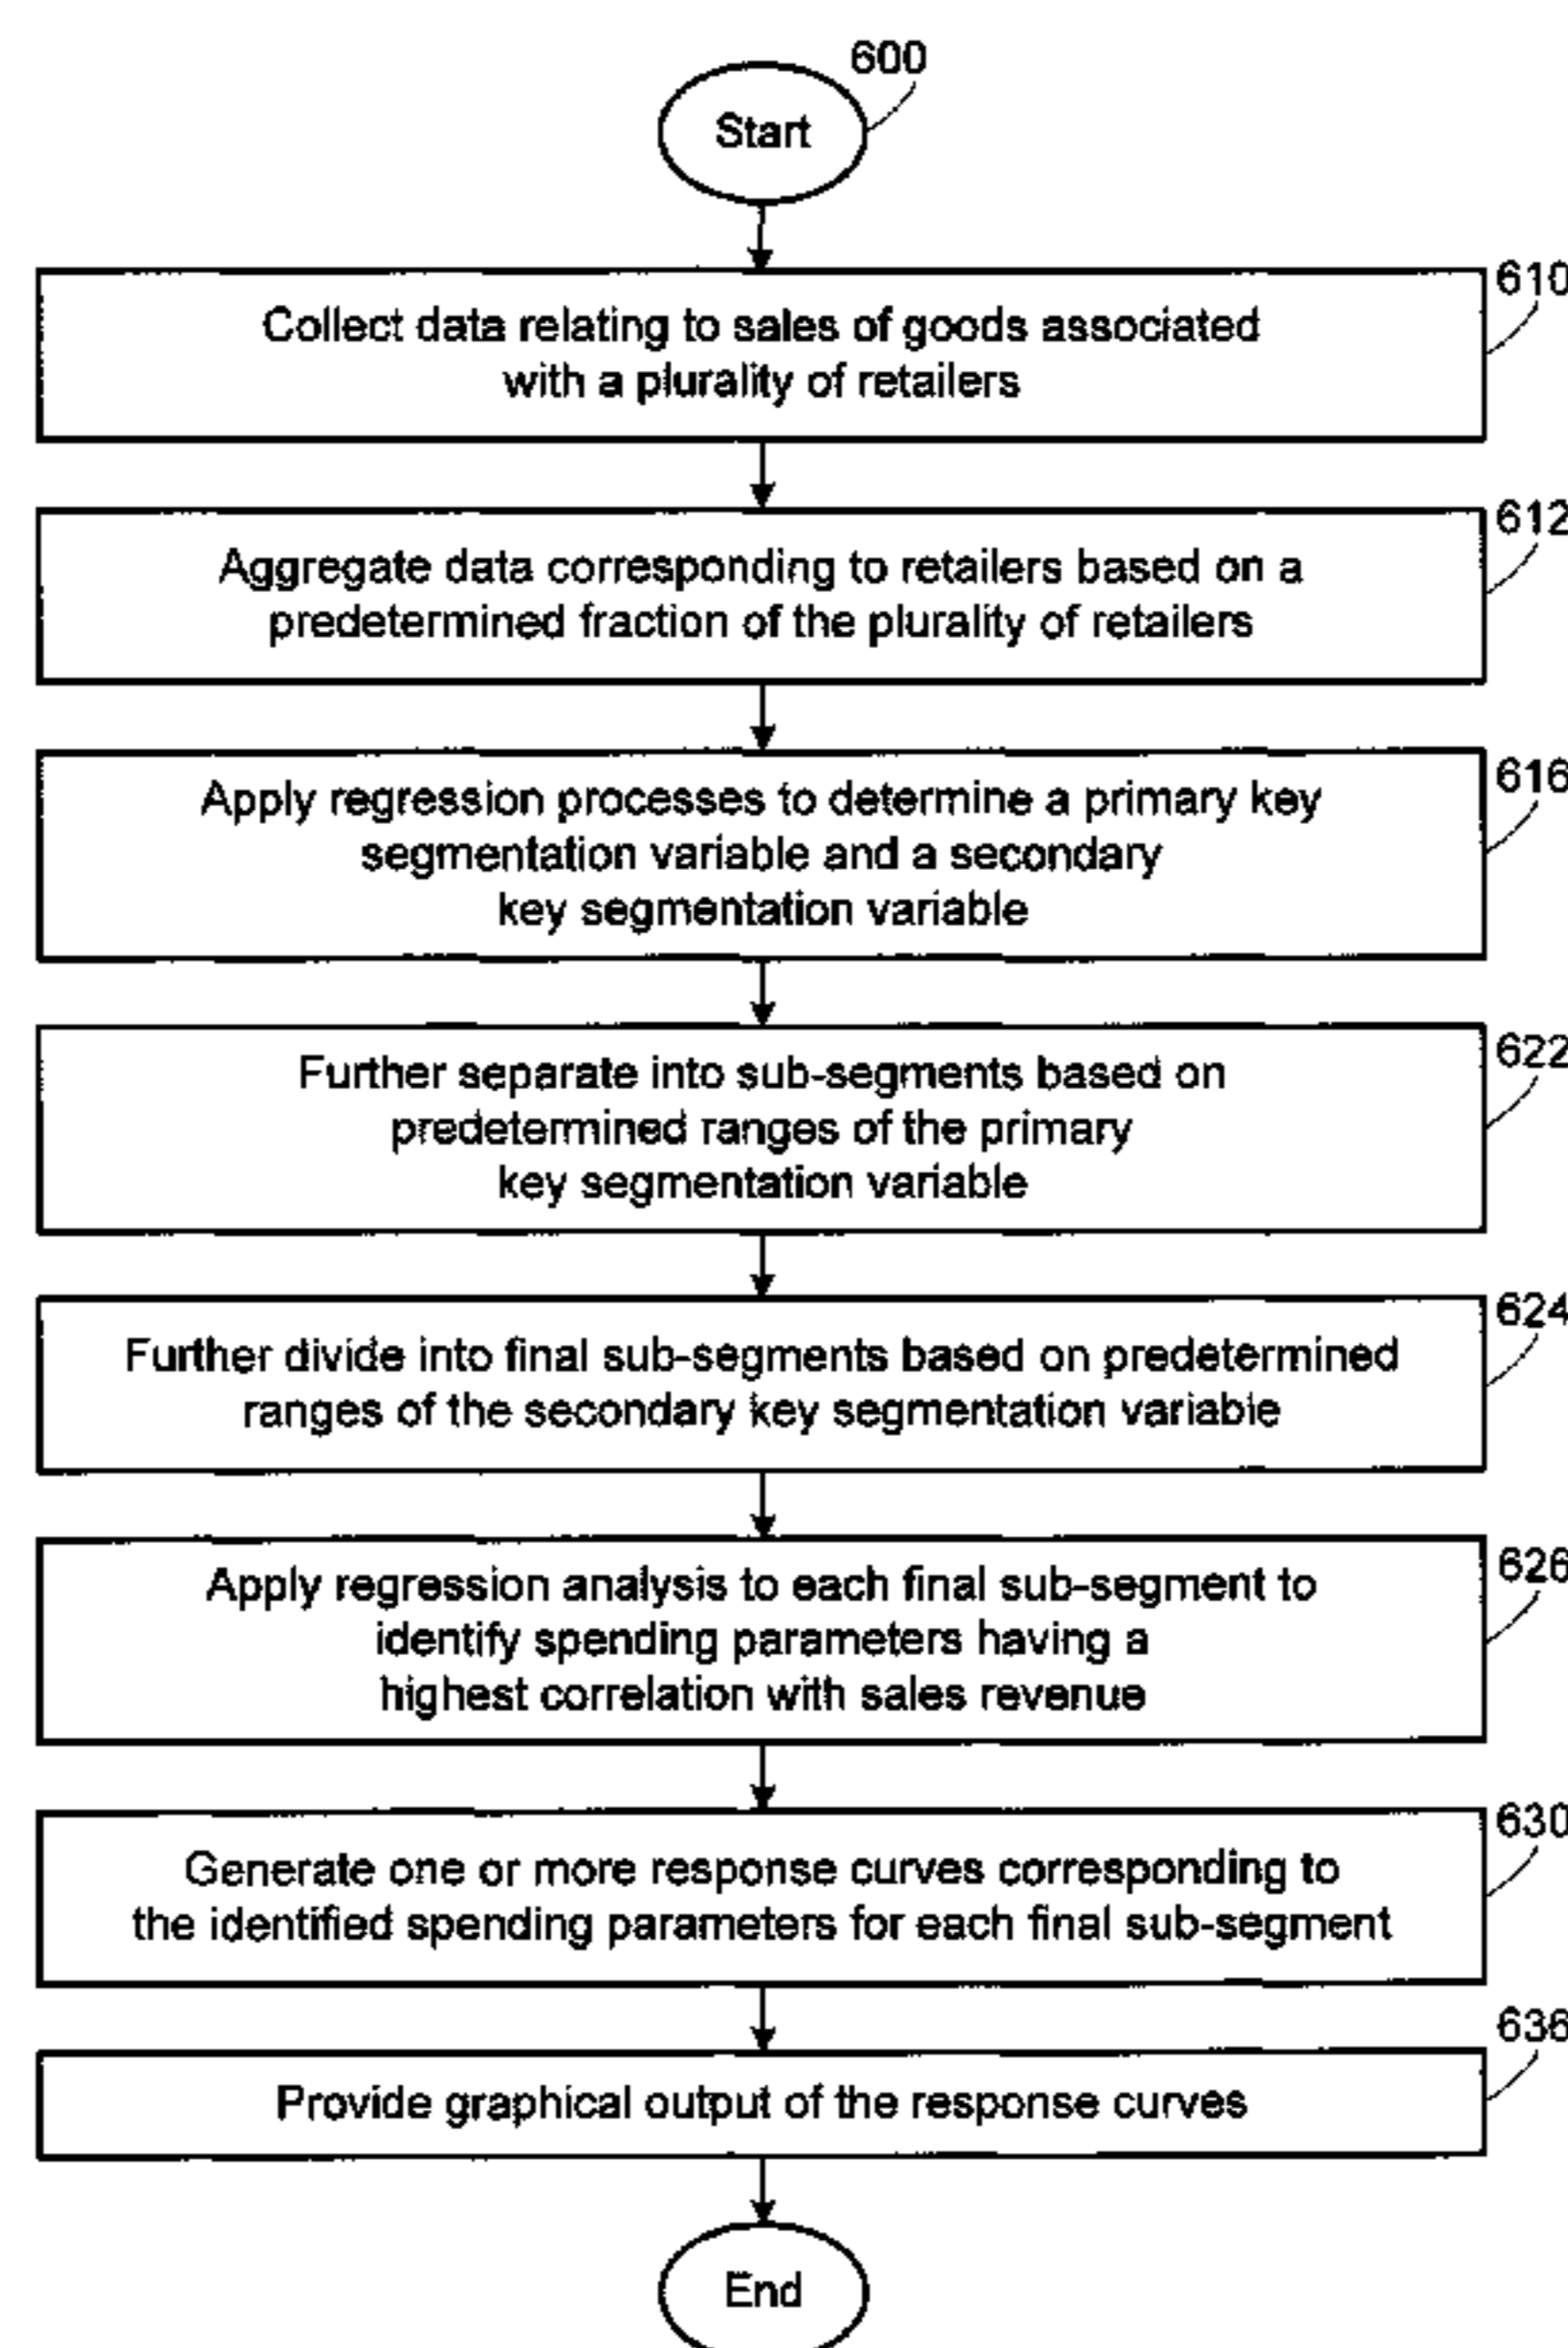 600
Start
610
Collect data relating to sales of goods associated
with a plurality of retailers
612
Aggregate data corresponding to retailers based on a
predetermined fraction of the plurality of retailers
616
Apply regression processes to determine a primary key
segmentation variable and a secondary
key segmentation variable
622
Further separate into sub-segments based on
predetermined ranges of the primary
key segmentation variable
624
Further divide into final sub-segments based on predetermined
ranges of the secondary key segmentation variable
626
Apply regression analysis to each final sub-segment to
identify spending parameters having a
highest correlation with sales revenue
630
Generate one or more response curves corresponding to
the identified spending parameters for each final sub-segment
636
Provide graphical output of the response curves
End